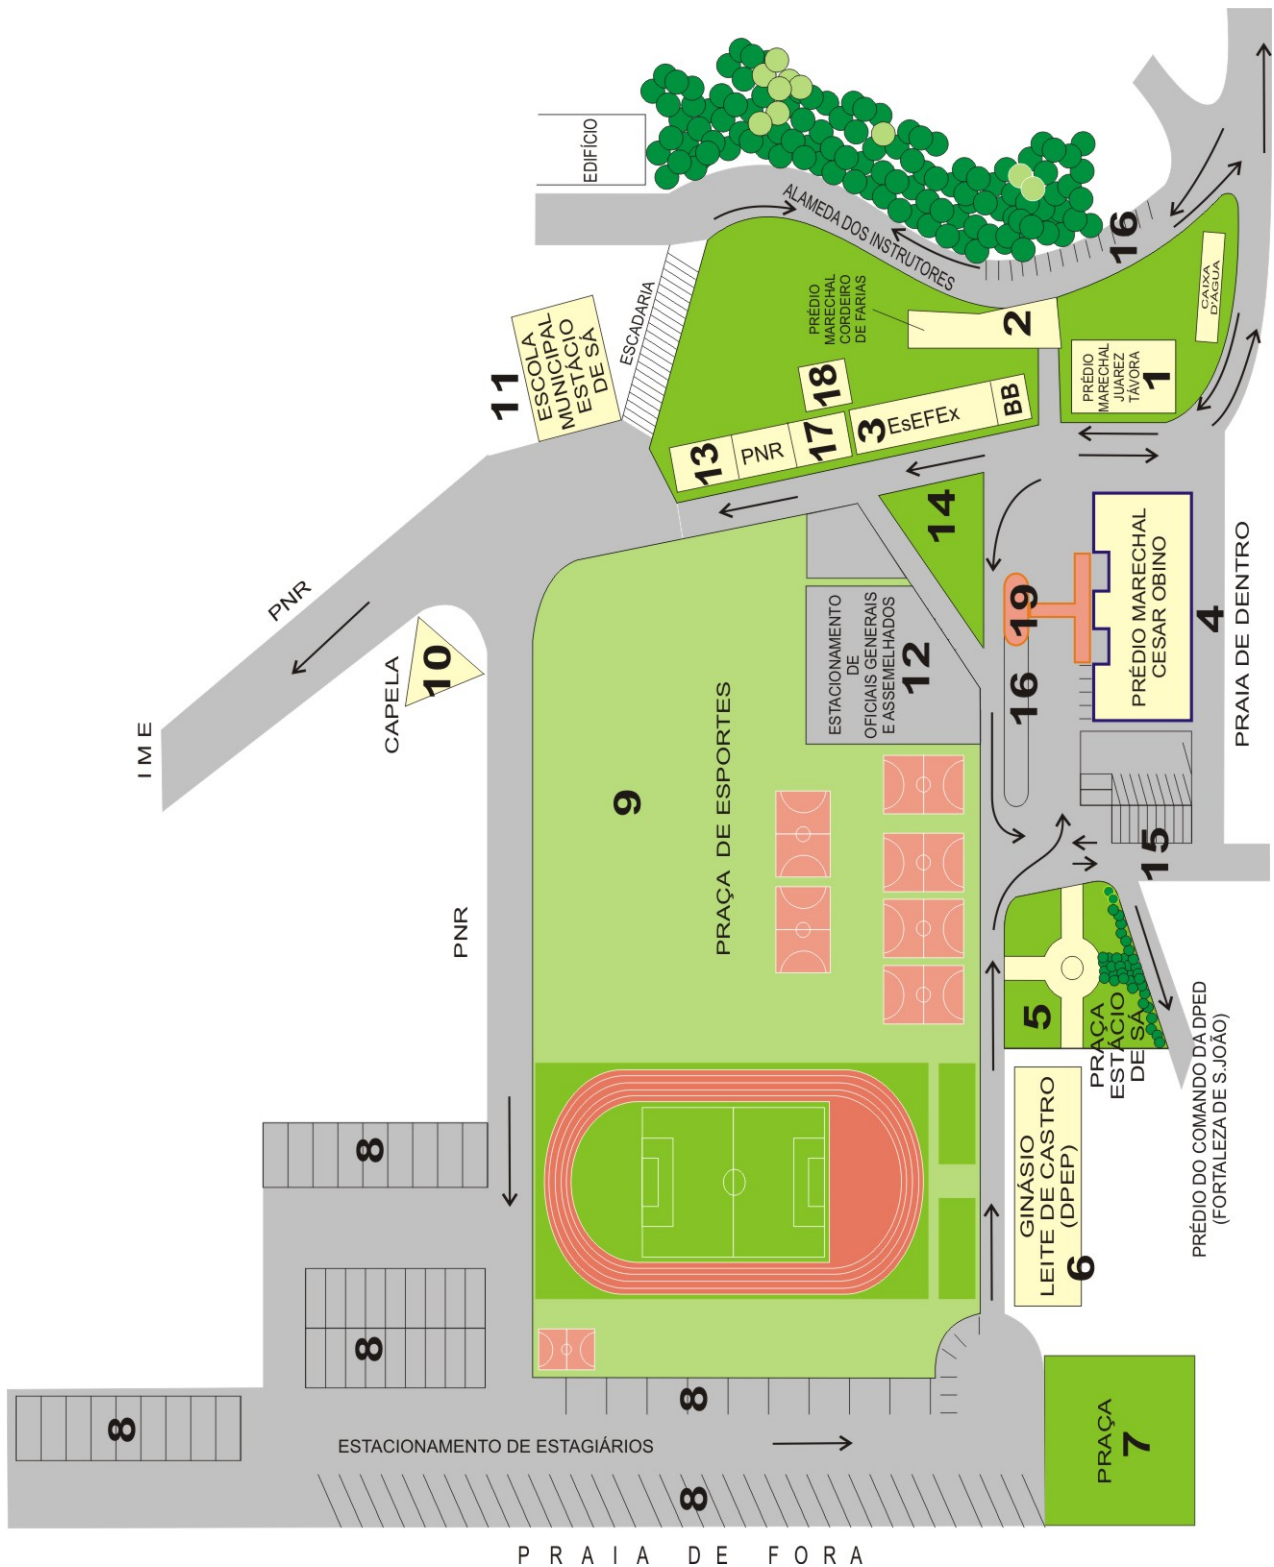 EDIFÍCIO
ALAMEDA DOS INSTRUTORES
16
CAIXA
D'ÁGUA
ESCADARIA
11
ESCOLA
MUNICIPAL
ESTÁCIO
DE SÁ
PRÉDIO
MARECHAL
CORDEIRO
DE FARIAS
2
PRÉDIO
MARECHAL
JUAREZ
TÁVORA
1
18
13
PNR
17
3
EsEFEx
BB
14
PNR
I M E
CAPELA
10
ESTACIONAMENTO
DE
OFICIAIS GENERAIS
E ASSEMELHADOS
12
19
16
PRÉDIO MARECHAL
CESAR OBINO
4
PRAIA DE DENTRO
9
PRAÇA DE ESPORTES
15
PNR
5
PRAÇA
ESTÁCIO
DE SÁ
PRÉDIO DO COMANDO DA DPED
(FORTALEZA DE S.JOÃO)
GINÁSIO
LEITE DE CASTRO
(DPEP)
6
8
8
8
8
8
ESTACIONAMENTO DE ESTAGIÁRIOS
PRAÇA
7
P R A I A D E F O R A